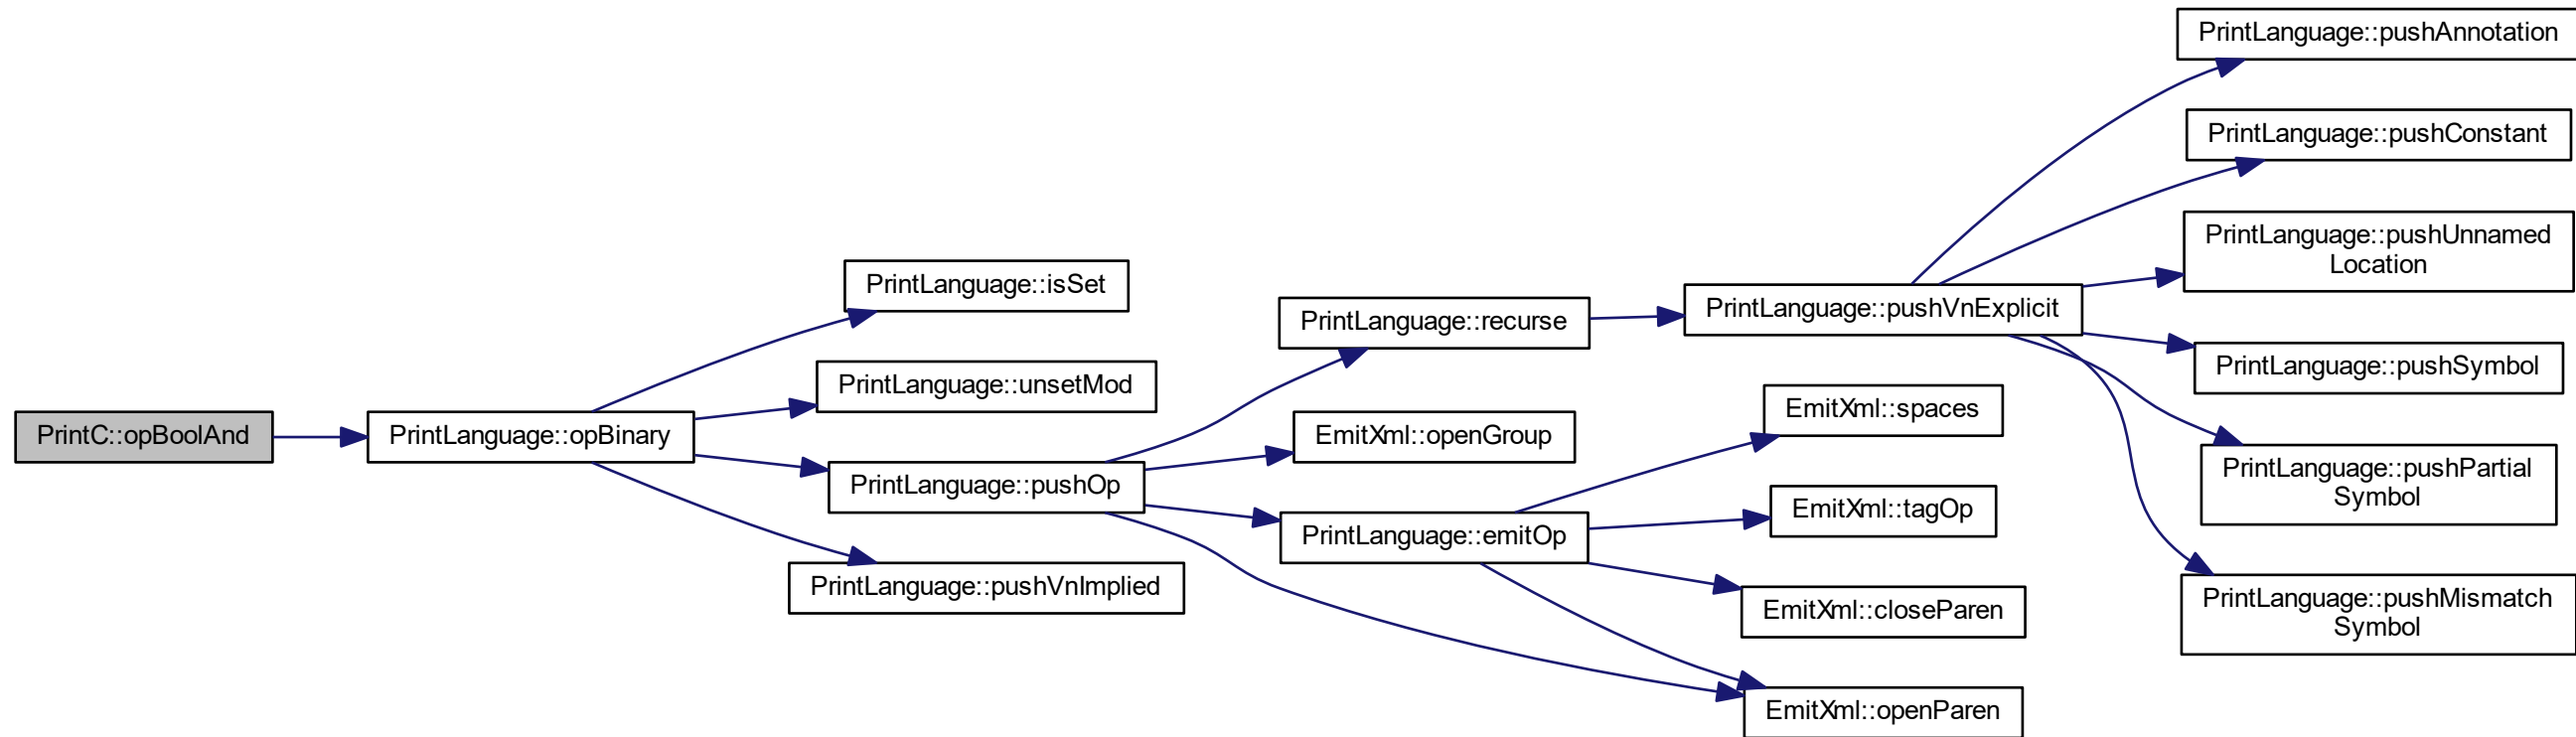 PrintLanguage::pushAnnotation
PrintLanguage::pushConstant
PrintLanguage::pushUnnamed
Location
PrintLanguage::isSet
PrintLanguage::recurse
PrintLanguage::pushVnExplicit
PrintLanguage::pushSymbol
PrintLanguage::unsetMod
EmitXml::spaces
PrintC::opBoolAnd
PrintLanguage::opBinary
EmitXml::openGroup
PrintLanguage::pushPartial
Symbol
PrintLanguage::pushOp
EmitXml::tagOp
PrintLanguage::emitOp
PrintLanguage::pushVnImplied
EmitXml::closeParen
PrintLanguage::pushMismatch
Symbol
EmitXml::openParen